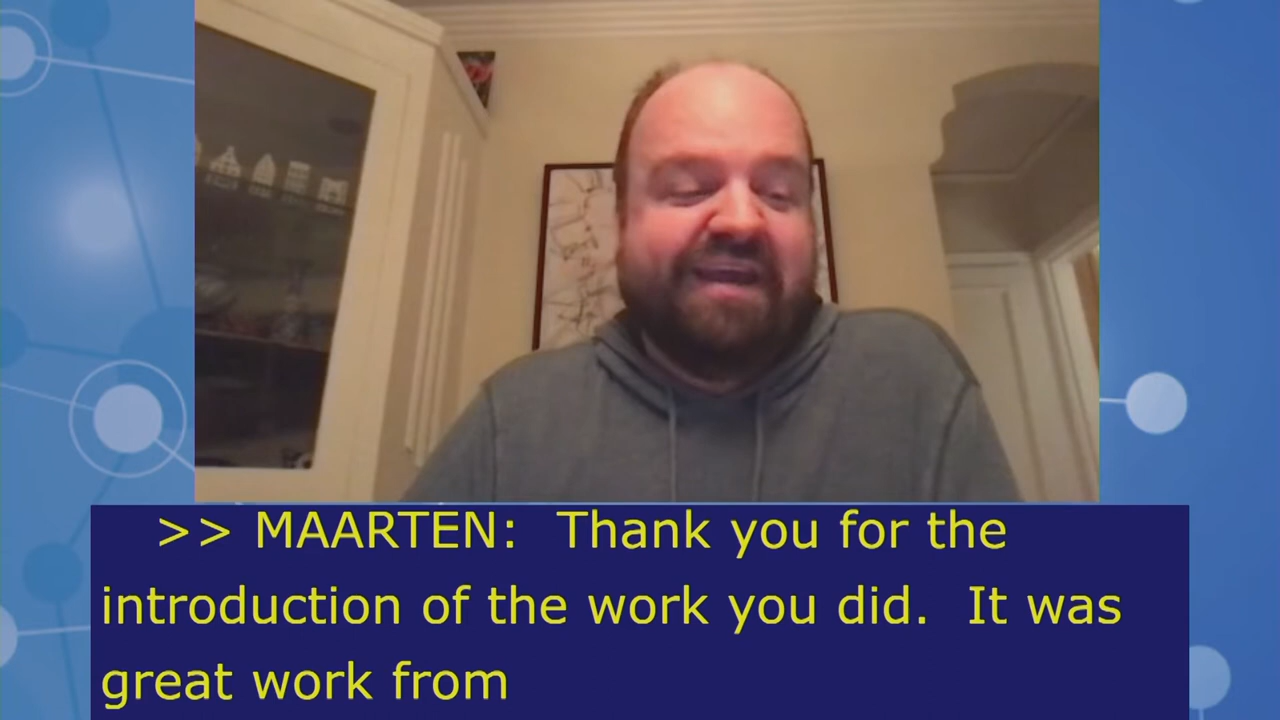 >> MAARTEN:  Thank you for the
introduction of the work you did.  It was
great work from